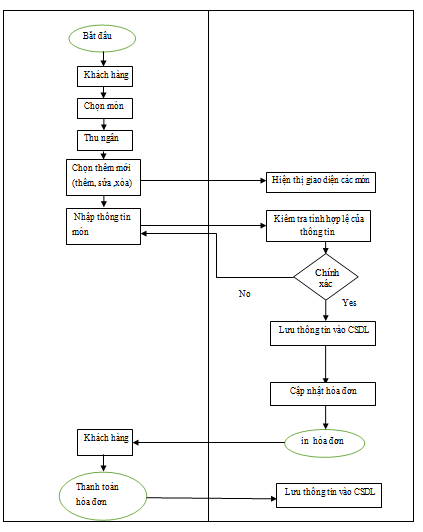 Bắt đầu
Khách hàng
Chọn món
Thu ngân
Chọn thêm mới
(thêm, sửa ,xóa)
Hiện thị giao diện các món
Nhập thông tin
món
Kiểm tra tính hợp lệ của
thông tin
Chính
xác
No
Yes
Lưu thông tin vào CSDL
Cập nhật hóa đơn
Khách hàng
in hóa đơn
Thanh toán
hóa đơn
Lưu thông tin vào CSDL